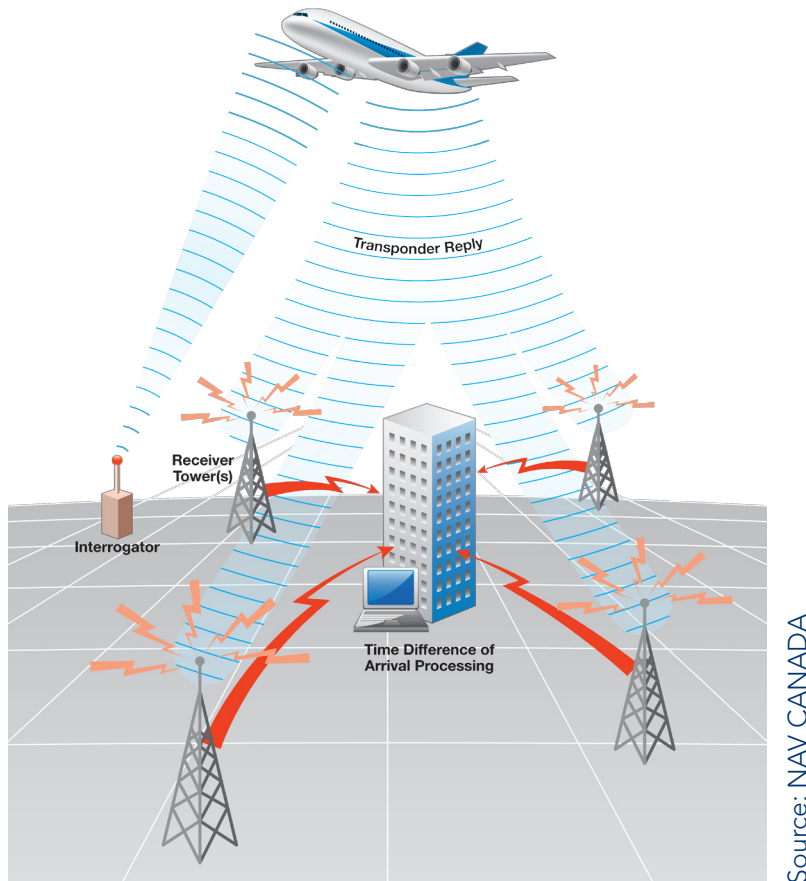 Transponder Reply
Receiver
Tower(s)
Interrogator
Time Difference of
Arrival Processing
Source: NAV CANADA